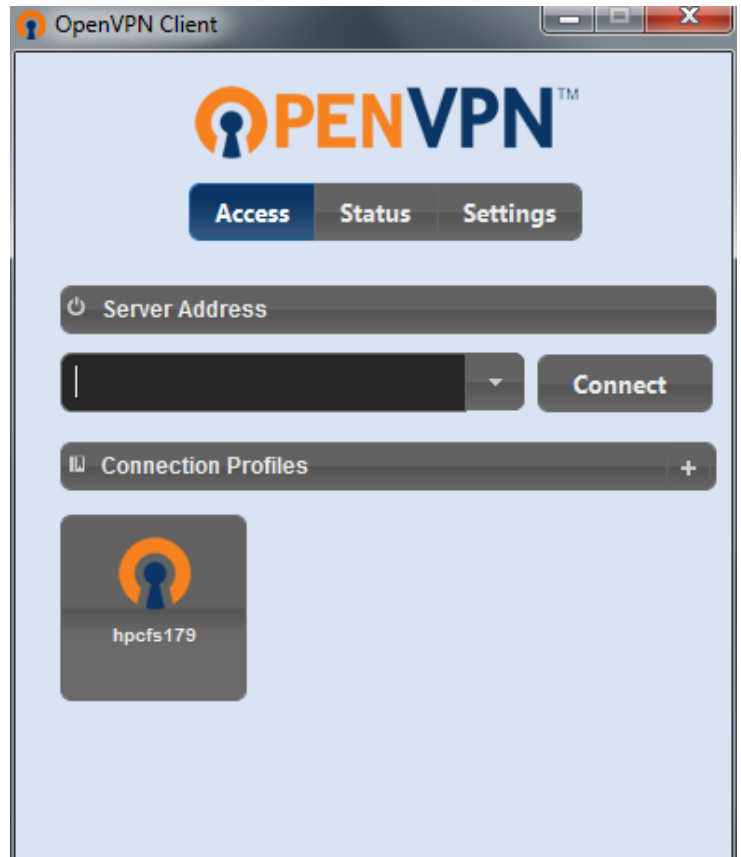 OpenVPN Client
OPENVPN™
Access Status Settings
Server Address
Connect
Connection Profiles +
hpcfs179